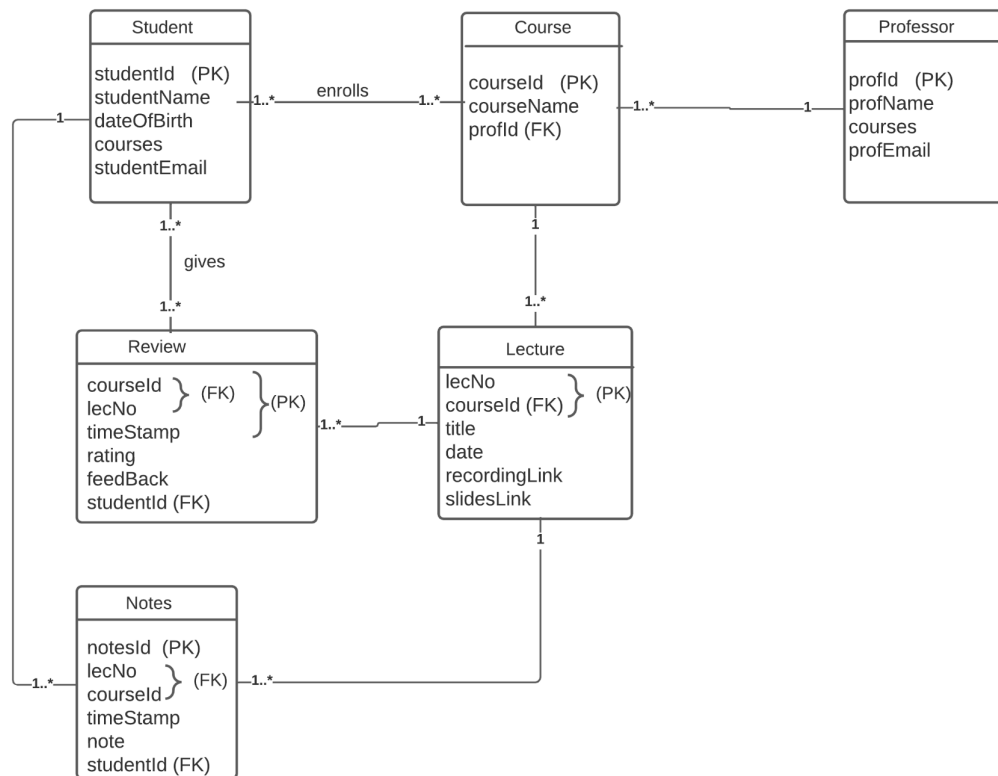 Student
studentId (PK)
studentName
dateOfBirth
courses
studentEmail
1..*
enrolls
1..*
Course
courseId (PK)
courseName
profId (FK)
1..*
1
Professor
profId (PK)
profName
courses
profEmail
1
1..*
gives
1..*
1
1..*
Review
courseId
lecNo
(FK)
timeStamp
(PK)
rating
feedBack
studentId (FK)
1..*
1
Lecture
lecNo
courseId (FK)
(PK)
title
date
recordingLink
slidesLink
1
Notes
notesId (PK)
lecNo
courseId
(FK)
timeStamp
note
studentId (FK)
1..*
1..*